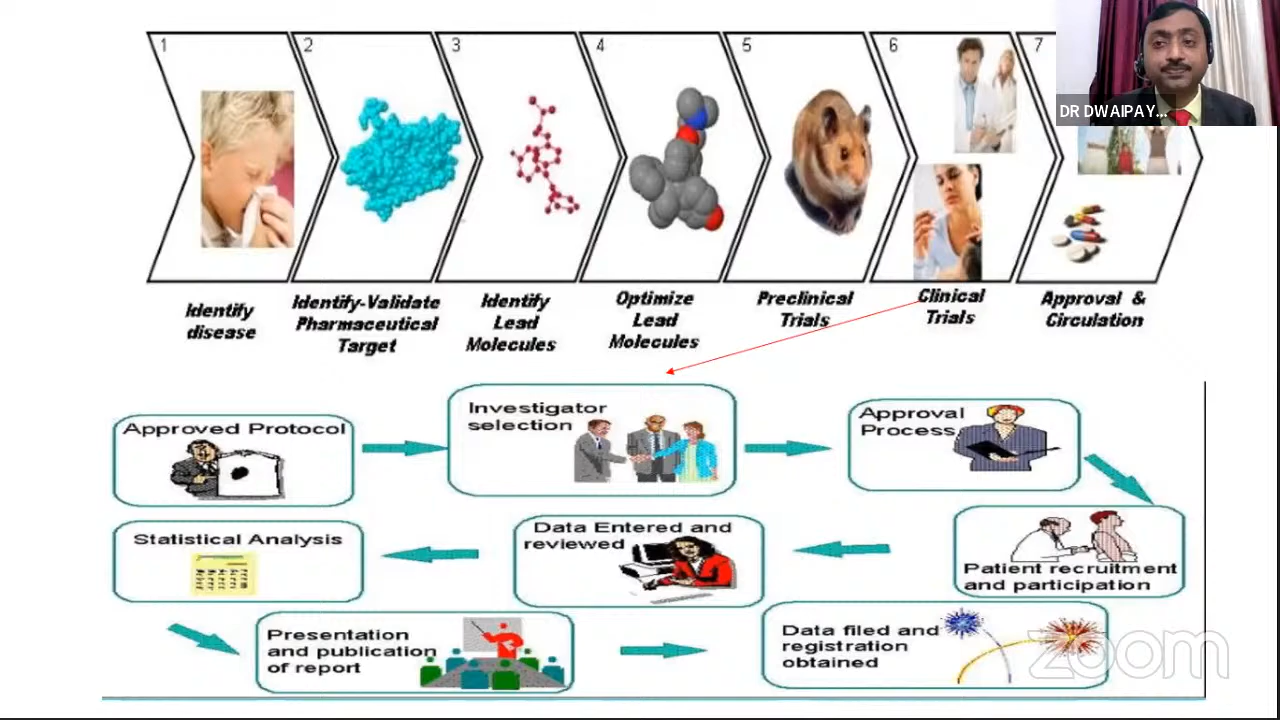 1
2
3
4
5
6
7
DR DWAIPAY...
Identify
disease
Identify-Validate
Pharmaceutical
Target
Identify
Lead
Molecules
Optimize
Lead
Molecules
Preclinical
Trials
Clinical
Trials
Approval &
Circulation
Approved Protocol
Investigator
selection
Approval
Process
Patient recruitment
and participation
Data Entered and
reviewed
Statistical Analysis
Presentation
and publication
of report
Data filed and
registration
obtained
zoom